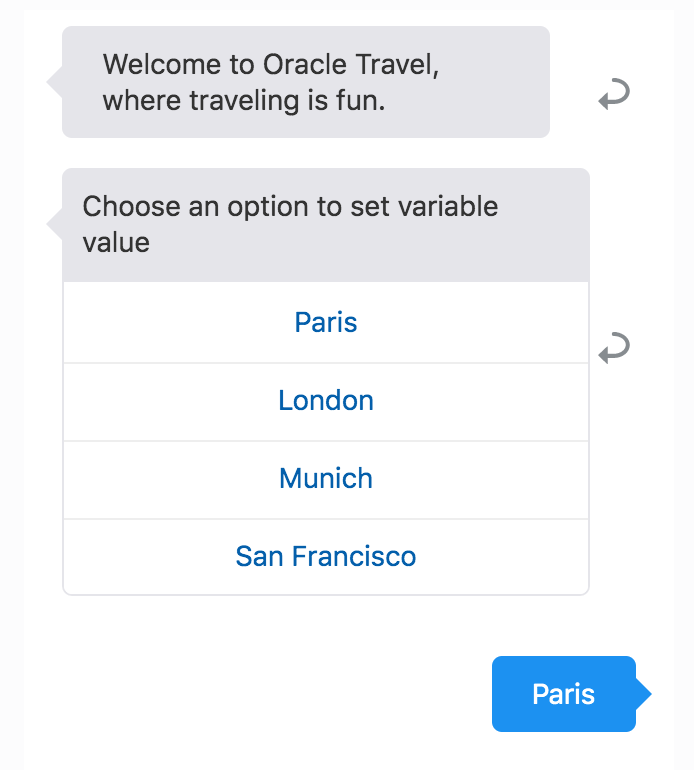 Welcome to Oracle Travel,
where traveling is fun.
Choose an option to set variable
value
Paris
London
Munich
San Francisco
Paris